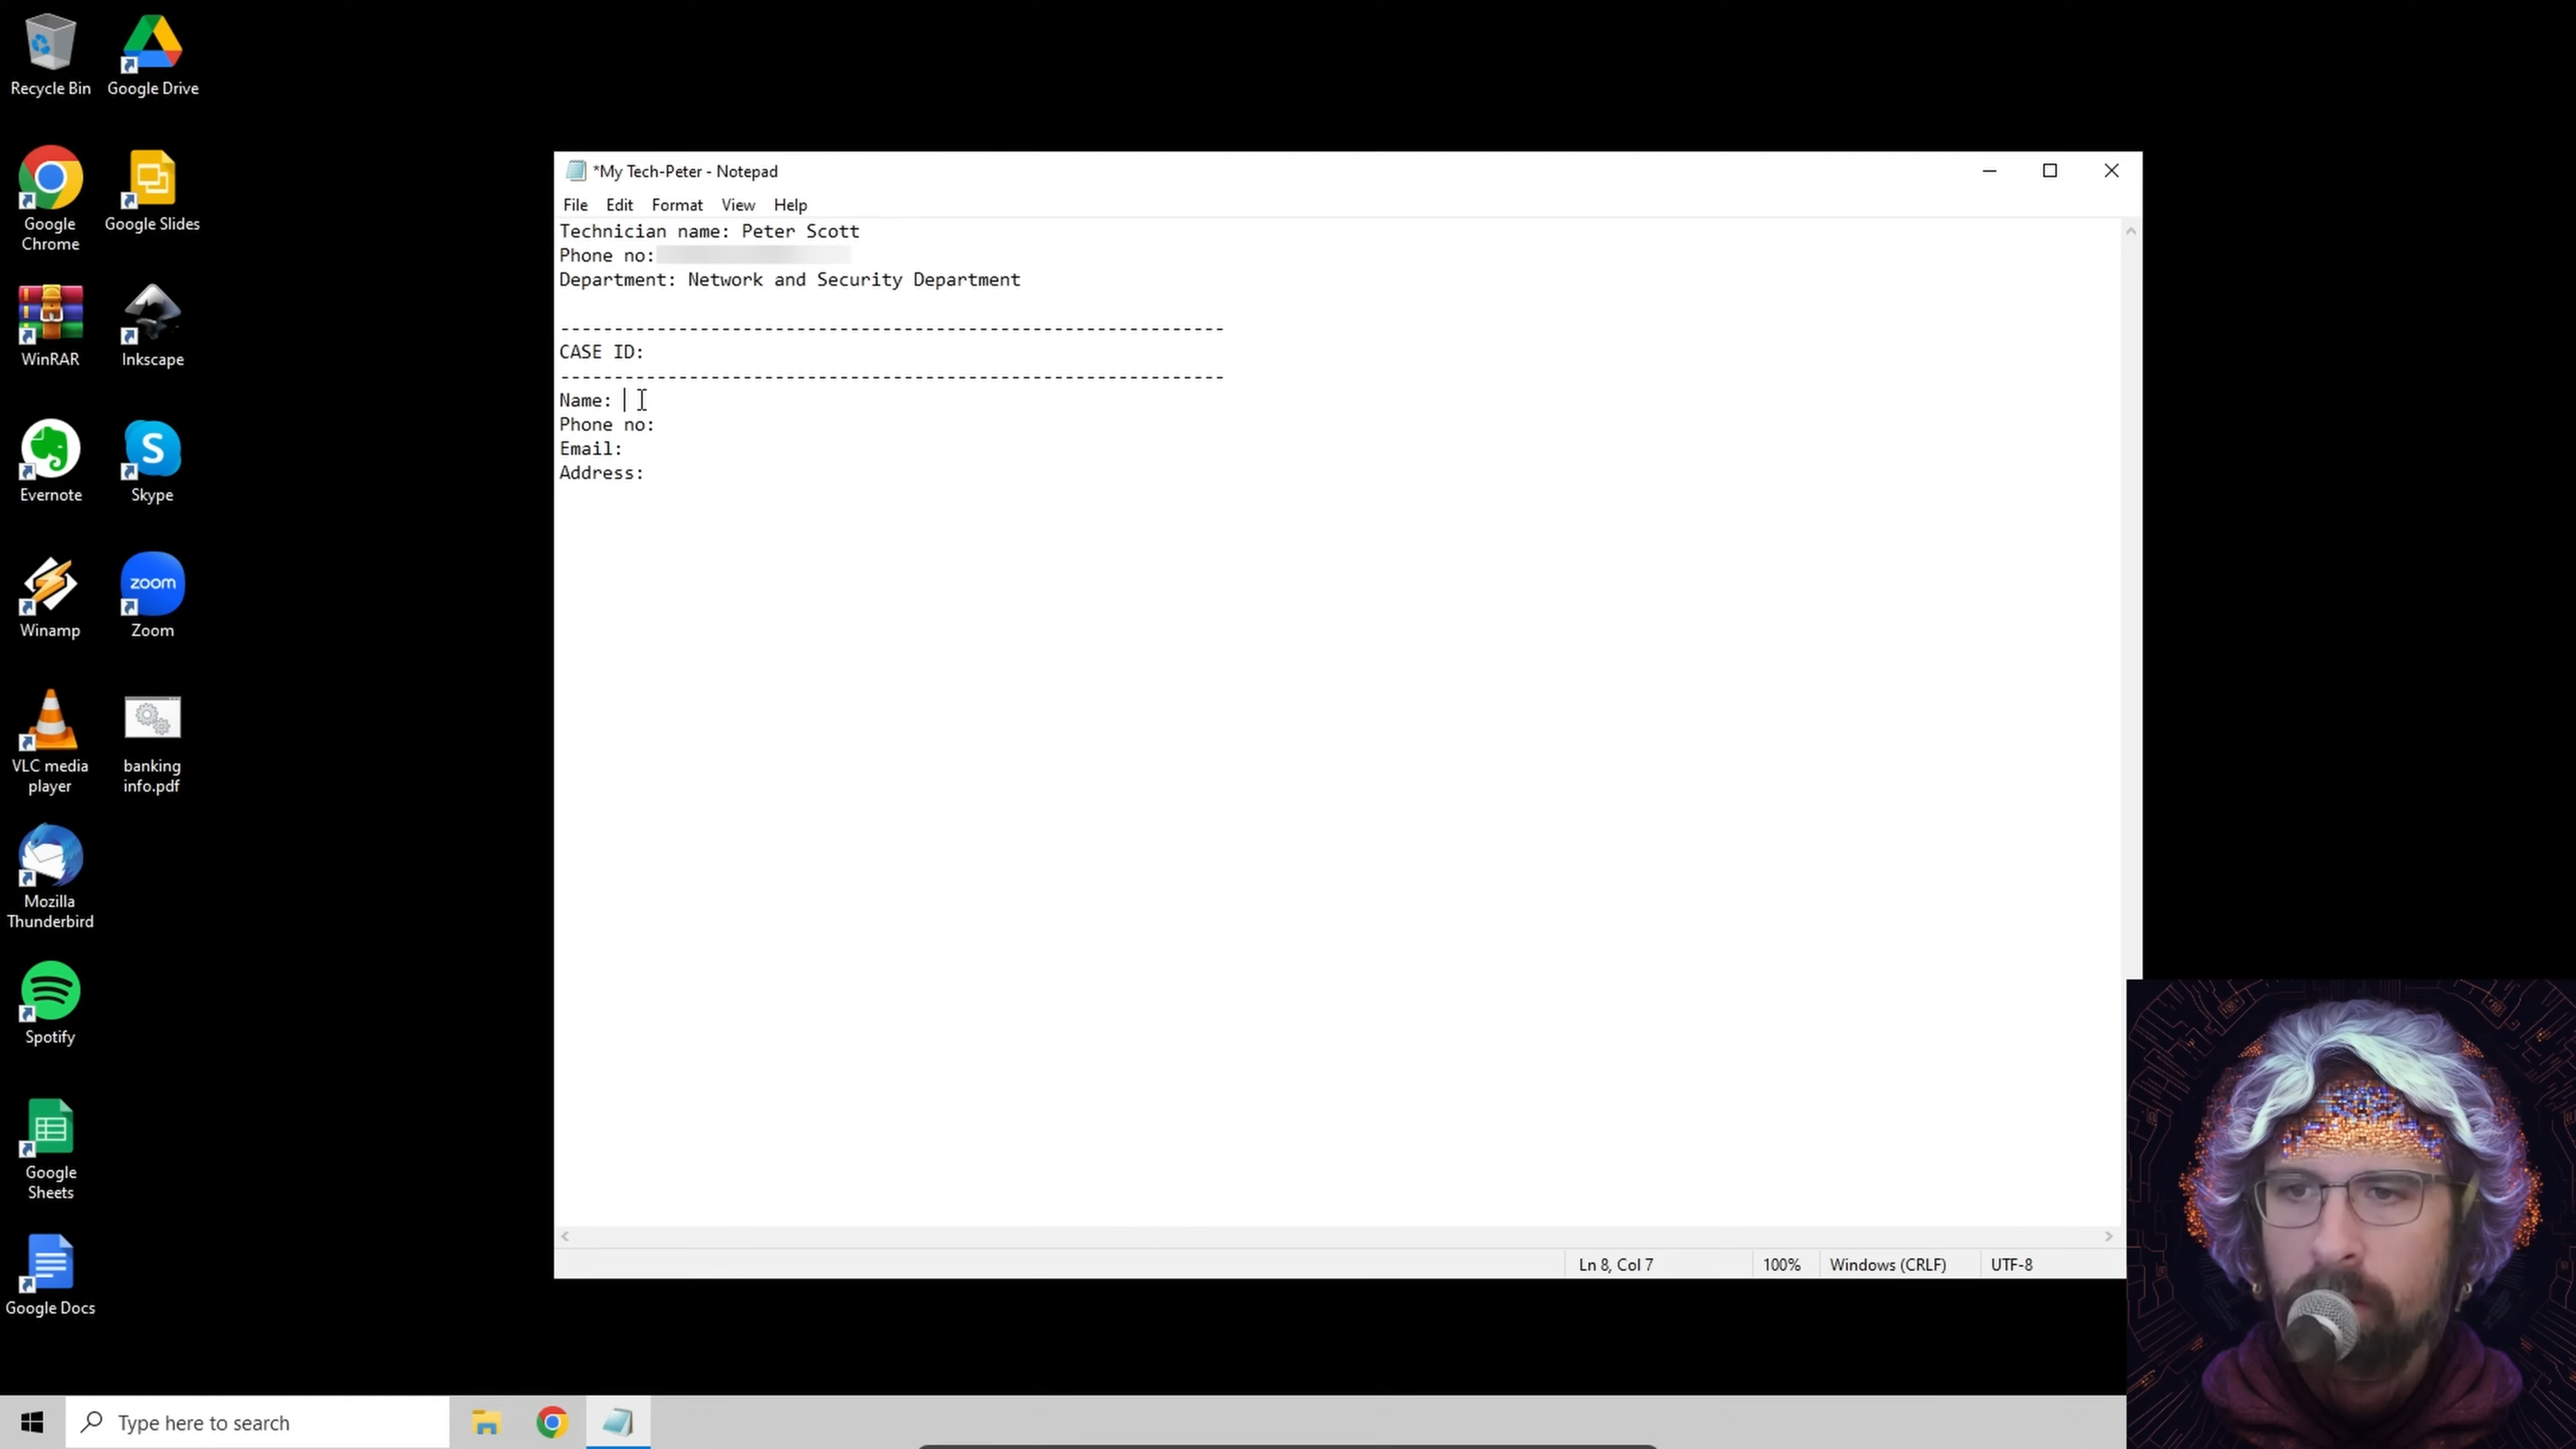 Recycle Bin
Google Drive
Google
Chrome
Google Slides
WinRAR
Inkscape
Evernote
Skype
Winamp
zoom
Zoom
VLC media
player
banking
info.pdf
Mozilla
Thunderbird
Spotify
Google
Sheets
Google Docs
*My Tech-Peter - Notepad
File Edit Format View Help
Technician name: Peter Scott
Phone no:
Department: Network and Security Department
--------------------------------------------------------------
CASE ID:
--------------------------------------------------------------
Name:
Phone no:
Email:
Address:
Ln 8, Col 7 100% Windows (CRLF) UTF-8
Type here to search